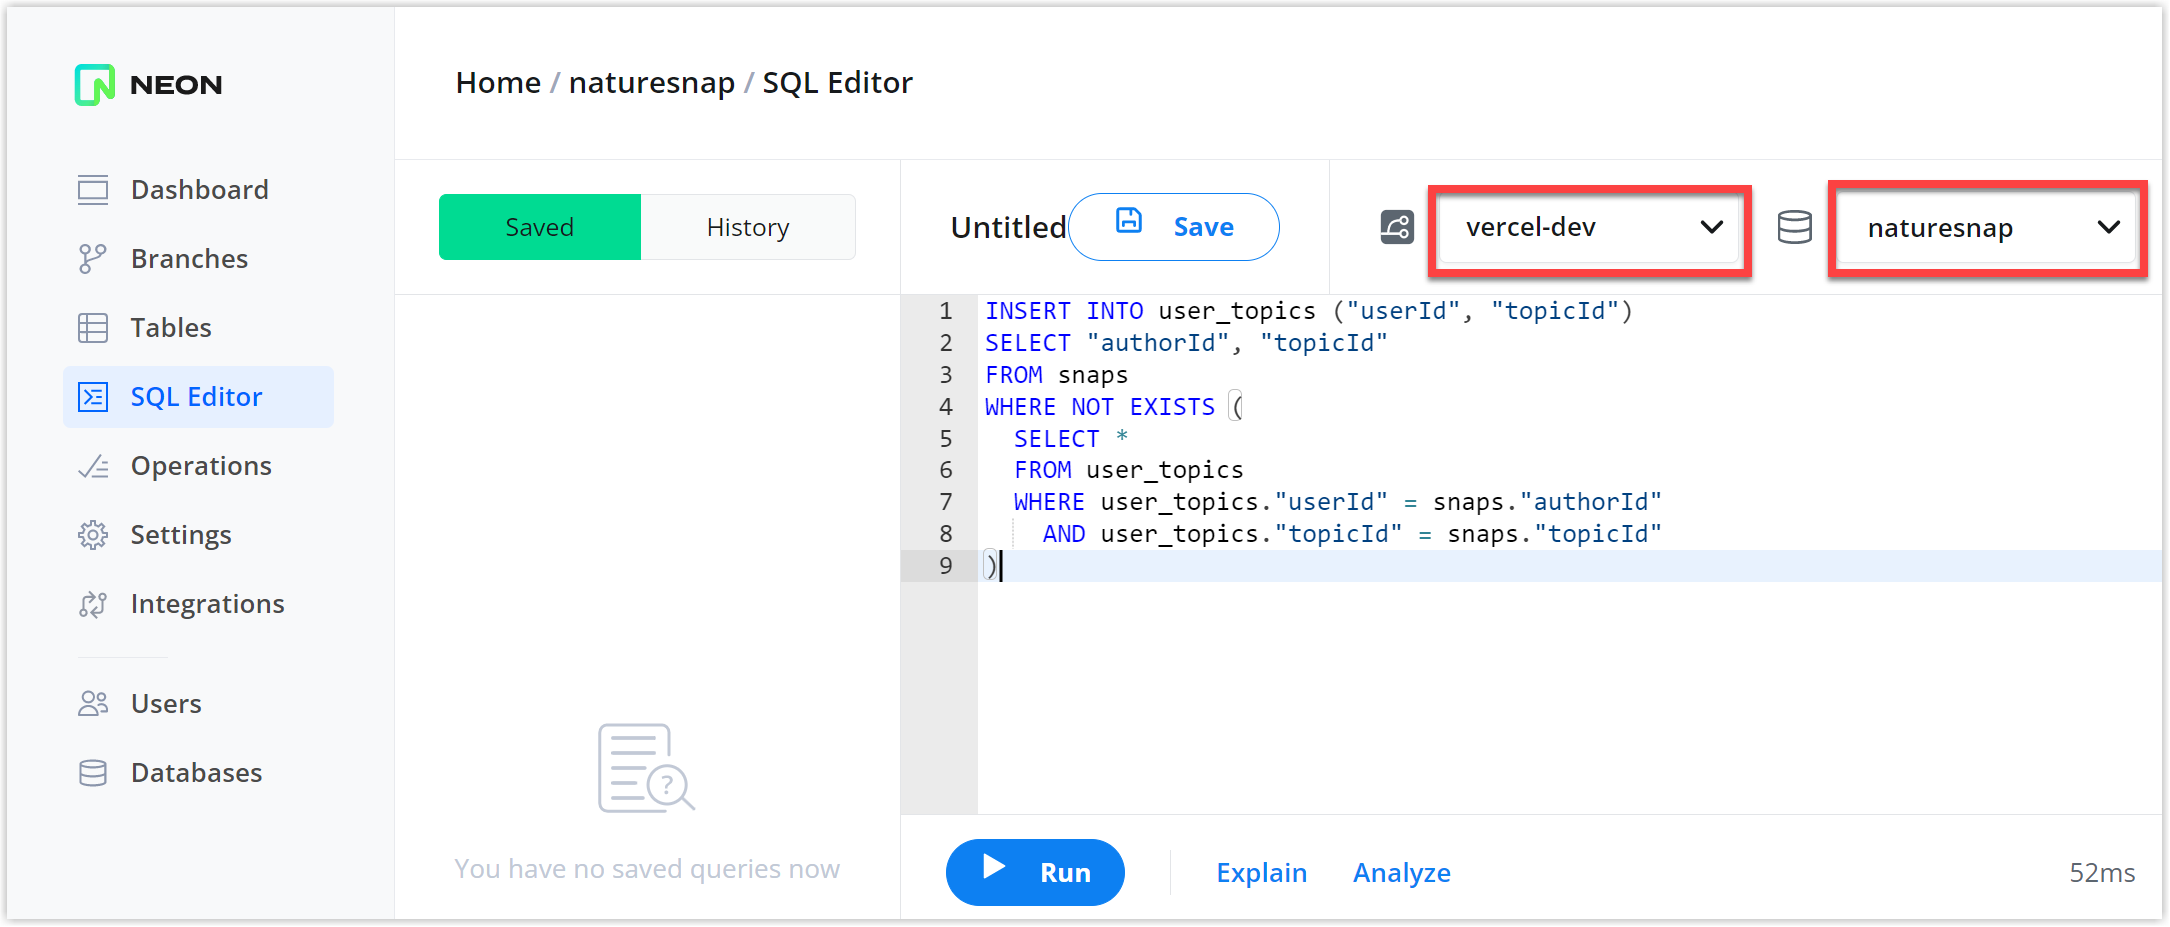 NEON
Home / naturesnap / SQL Editor
Dashboard
Branches
Tables
SQL Editor
Operations
Settings
Integrations
Users
Databases
Saved
History
You have no saved queries now
Untitled
Save
vercel-dev
naturesnap
1 INSERT INTO user_topics ("userId", "topicId")
2 SELECT "authorId", "topicId"
3 FROM snaps
4 WHERE NOT EXISTS (
5   SELECT *
6   FROM user_topics
7   WHERE user_topics."userId" = snaps."authorId"
8     AND user_topics."topicId" = snaps."topicId"
9 )
Run
Explain
Analyze
52ms